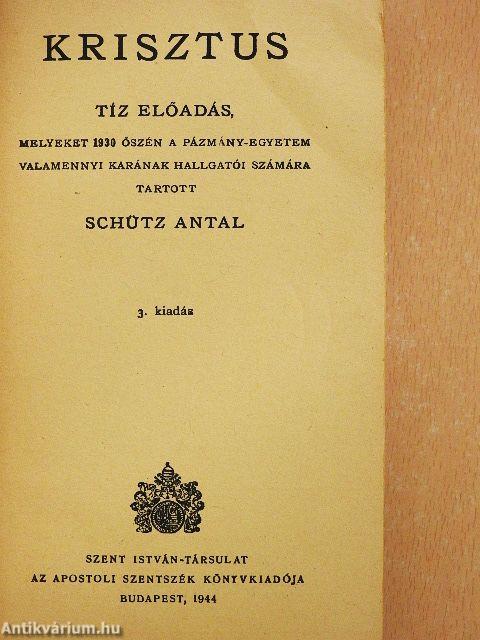 KRISZTUS
TÍZ ELŐADÁS,
MELYEKET 1930 ŐSZÉN A PÁZMÁNY-EGYETEM
VALAMENNYI KARÁNAK HALLGATÓI SZÁMÁRA
TARTOTT
SCHÜTZ ANTAL
3. kiadás
SZENT ISTVÁN-TÁRSULAT
AZ APOSTOLI SZENTSZÉK KÖNYVKIADÓJA
BUDAPEST, 1944
Antikvárium.hu